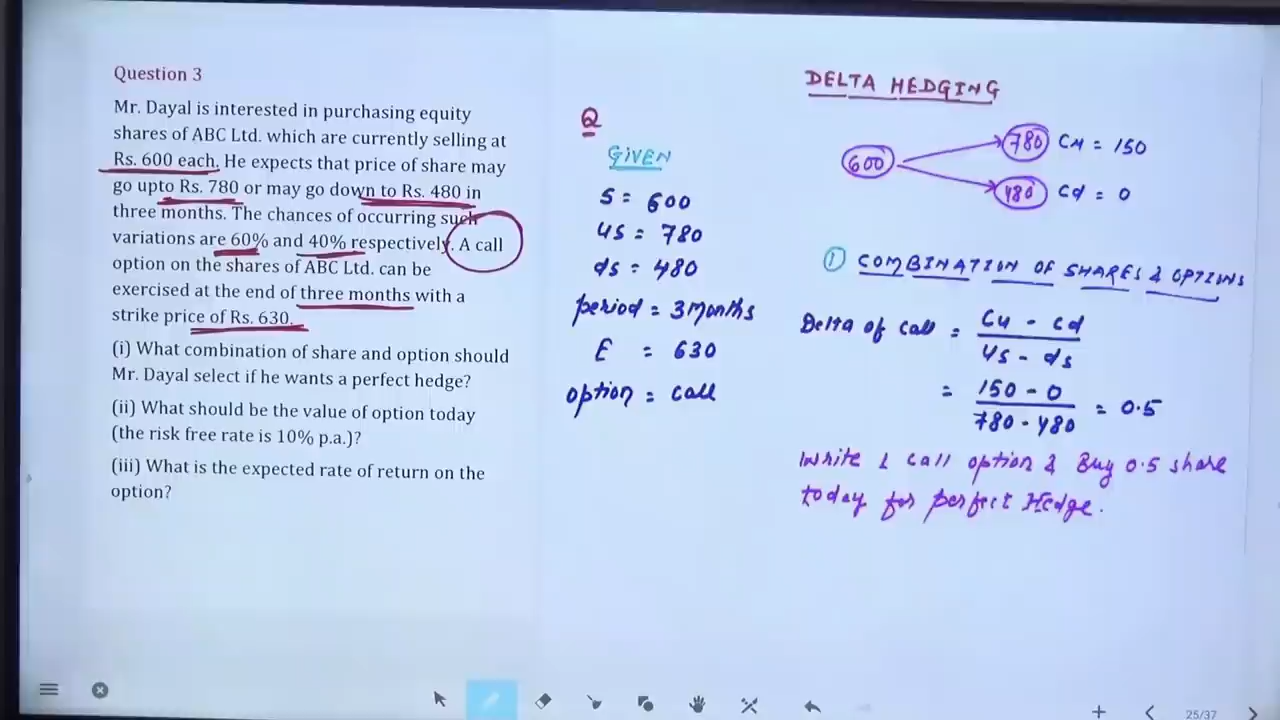 Question 3
Mr. Dayal is interested in purchasing equity
shares of ABC Ltd. which are currently selling at
Rs. 600 each. He expects that price of share may
go upto Rs. 780 or may go down to Rs. 480 in
three months. The chances of occurring such
variations are 60% and 40% respectively. A call
option on the shares of ABC Ltd. can be
exercised at the end of three months with a
strike price of Rs. 630.
(i) What combination of share and option should
Mr. Dayal select if he wants a perfect hedge?
(ii) What should be the value of option today
(the risk free rate is 10% p.a.)?
(iii) What is the expected rate of return on the
option?
Q
GIVEN
S = 600
us = 780
ds = 480
period = 3 Months
E = 630
option = call
DELTA HEDGING
600
780 Cu = 150
480 Cd = 0
① COMBINATION OF SHARES & OPTIONS
Delta of call = Cu - Cd
us - ds
= 150 - 0
780 - 480
= 0.5
Write 1 call option & Buy 0.5 share
today for perfect Hedge.
25/37